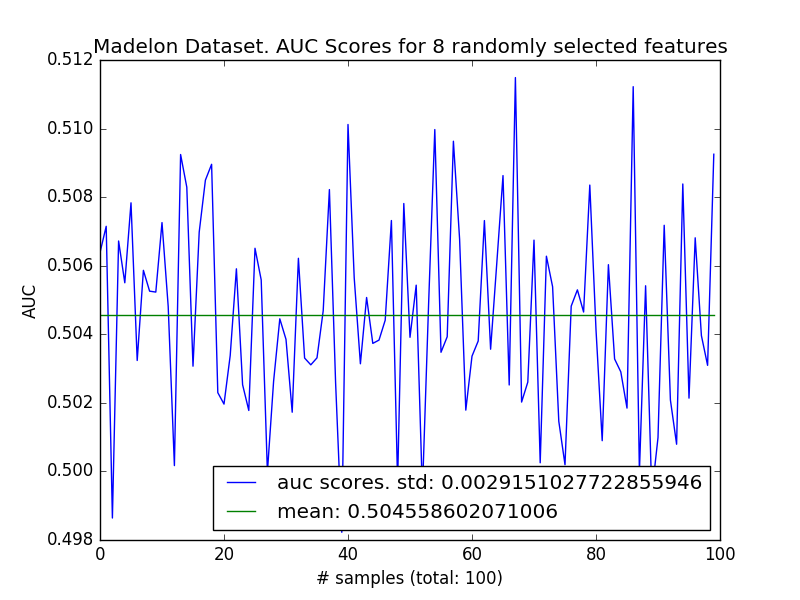 Madelon Dataset. AUC Scores for 8 randomly selected features
0.512
0.510
0.508
0.506
0.504
0.502
0.500
0.498
AUC
auc scores. std: 0.0029151027722855946
mean: 0.504558602071006
0 20 40 60 80 100
# samples (total: 100)